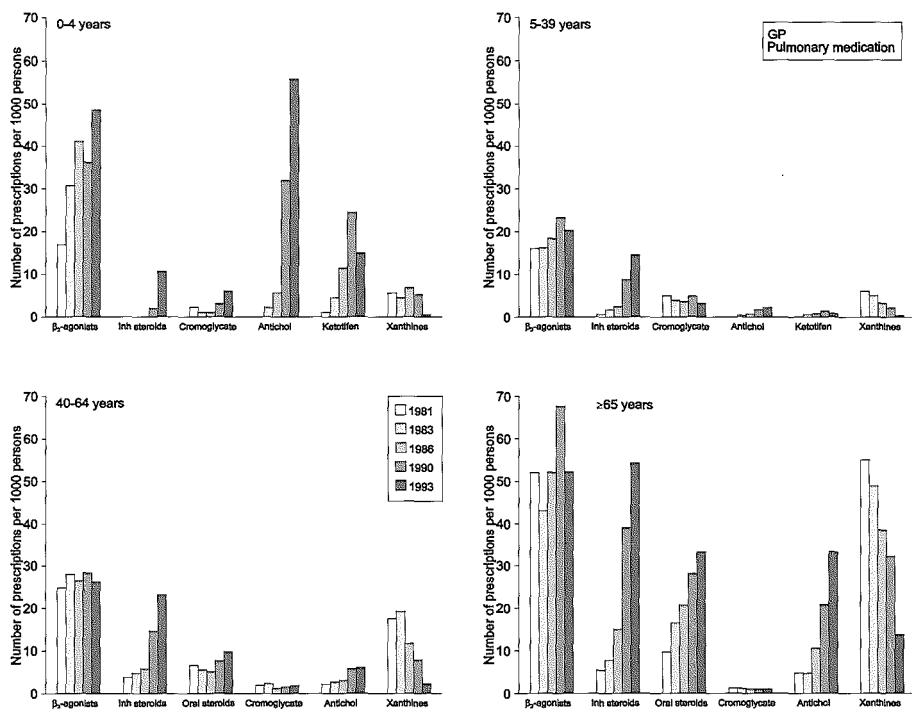 0-4 years
Number of prescriptions per 1000 persons
70
60
50
40
30
20
10
0
β₂-agonists Inh steroids Cromoglycate Antichol Ketotifen Xanthines
5-39 years
GP
Pulmonary medication
Number of prescriptions per 1000 persons
70
60
50
40
30
20
10
0
β₂-agonists Inh steroids Cromoglycate Antichol Ketotifen Xanthines
40-64 years
1981
1983
1986
1990
1993
Number of prescriptions per 1000 persons
70
60
50
40
30
20
10
0
β₂-agonists Inh steroids Oral steroids Cromoglycate Antichol Xanthines
≥65 years
Number of prescriptions per 1000 persons
70
60
50
40
30
20
10
0
β₂-agonists Inh steroids Oral steroids Cromoglycate Antichol Xanthines